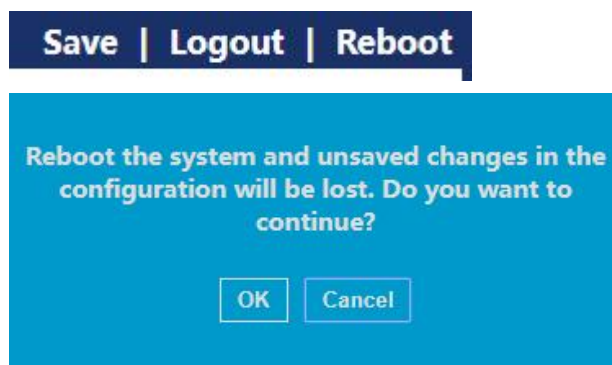 Save | Logout | Reboot
Reboot the system and unsaved changes in the
configuration will be lost. Do you want to
continue?
OK Cancel